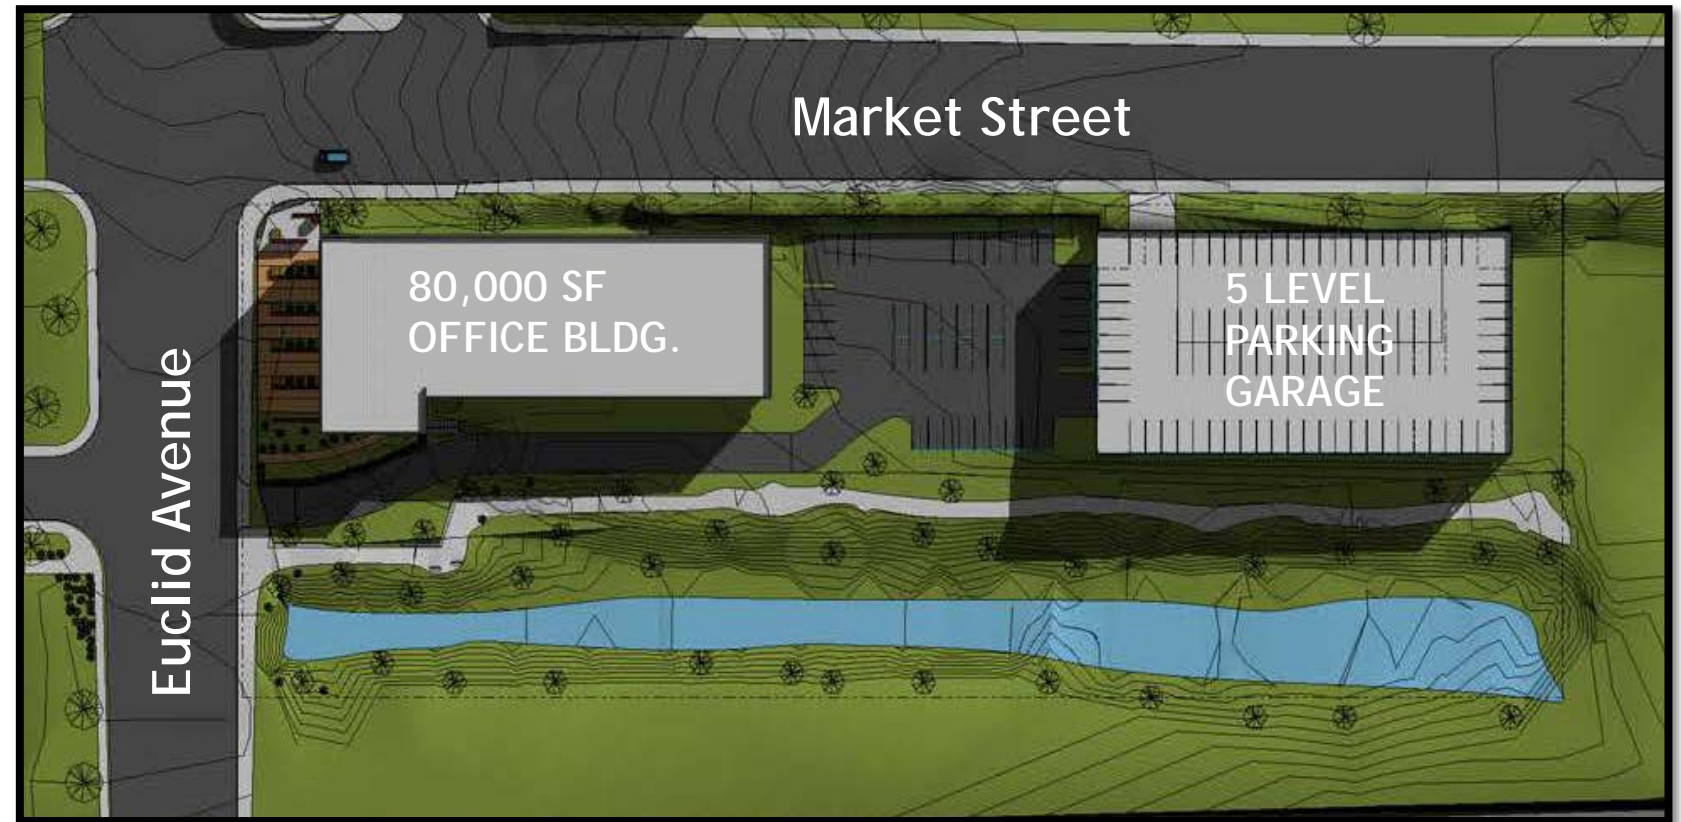 Market Street
80,000 SF
OFFICE BLDG.
5 LEVEL
PARKING
GARAGE
Euclid Avenue